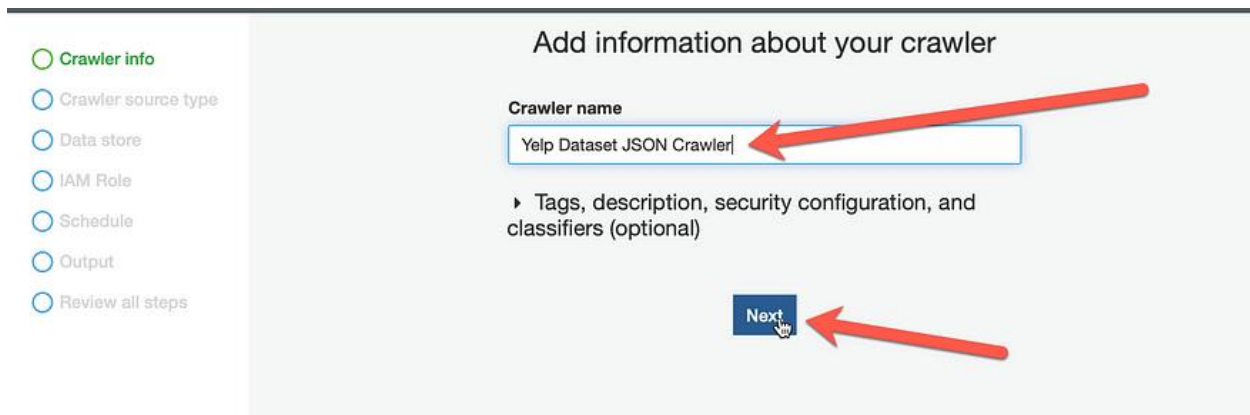 Crawler info
Crawler source type
Data store
IAM Role
Schedule
Output
Review all steps
Add information about your crawler
Crawler name
Yelp Dataset JSON Crawler
Tags, description, security configuration, and
classifiers (optional)
Next